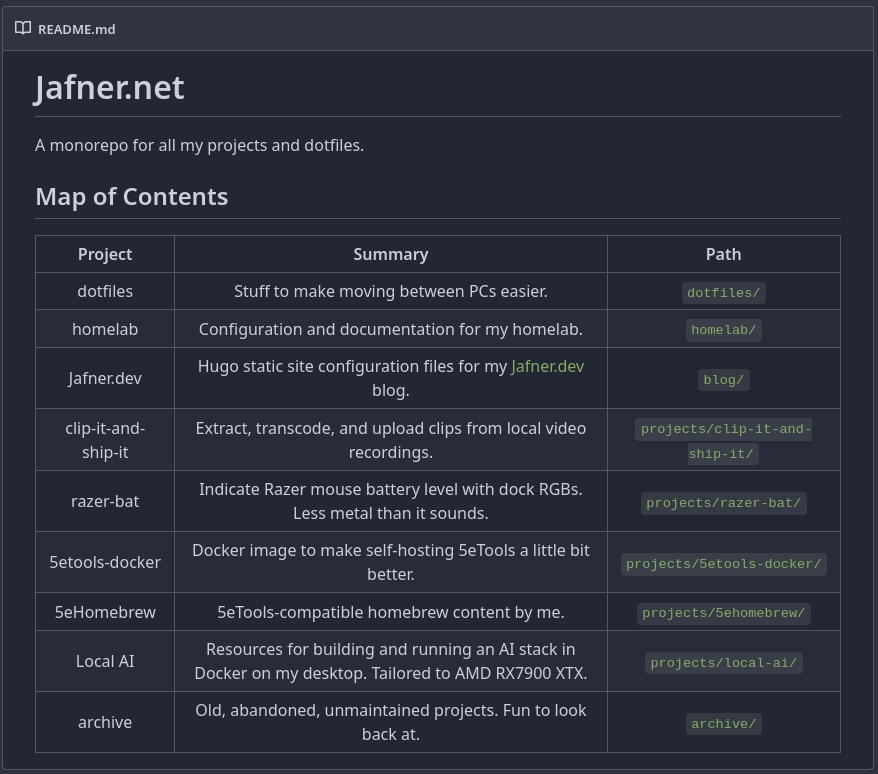 README.md
Jafner.net
A monorepo for all my projects and dotfiles.
Map of Contents
Project Summary Path
dotfiles Stuff to make moving between PCs easier. dotfiles/
homelab Configuration and documentation for my homelab. homelab/
Jafner.dev
Hugo static site configuration files for my Jafner.dev
blog.
blog/
clip-it-and-
ship-it
Extract, transcode, and upload clips from local video
recordings.
projects/clip-it-and-
ship-it/
razer-bat
Indicate Razer mouse battery level with dock RGBs.
Less metal than it sounds.
projects/razer-bat/
5etools-docker
Docker image to make self-hosting 5eTools a little bit
better.
projects/5etools-docker/
5eHomebrew 5eTools-compatible homebrew content by me. projects/5ehomebrew/
Local AI
Resources for building and running an AI stack in
Docker on my desktop. Tailored to AMD RX7900 XTX.
projects/local-ai/
archive
Old, abandoned, unmaintained projects. Fun to look
back at.
archive/